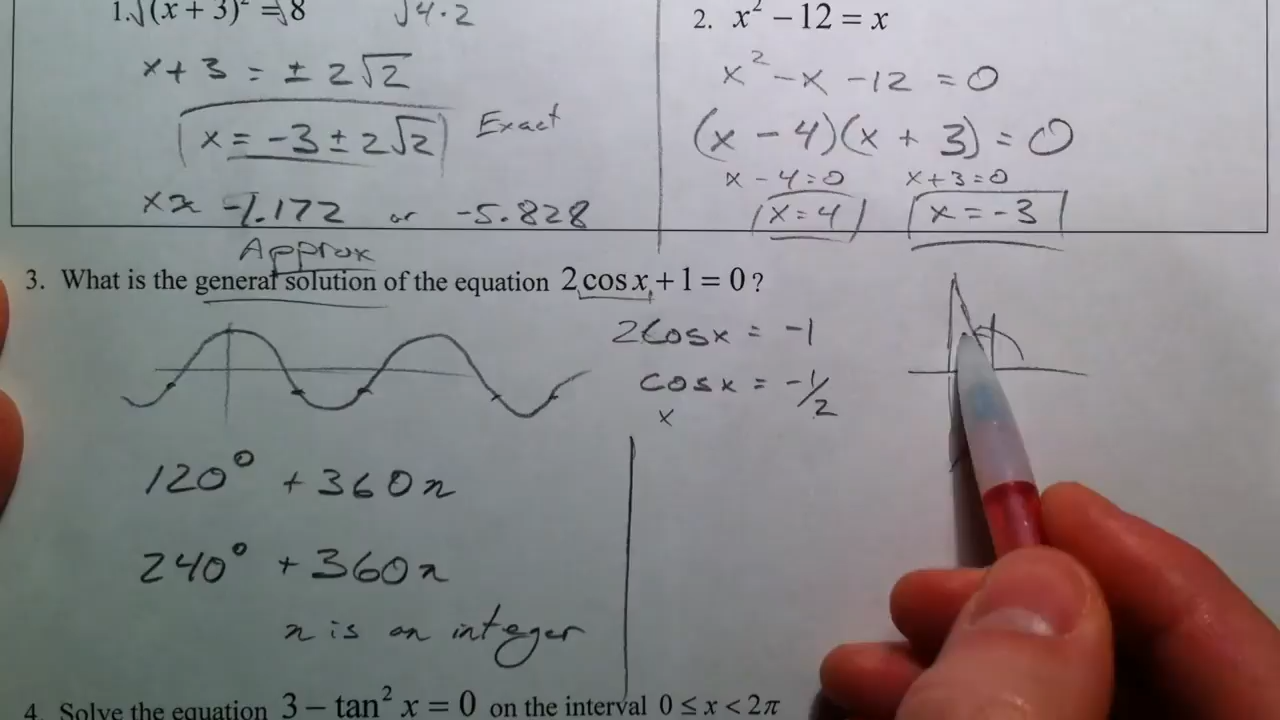 1. √(x + 3)² = √8 √4·2
x + 3 = ± 2√2
x = -3 ± 2√2 Exact
x ≈ -1.172 or -5.828
Approx
2. x² − 12 = x
x² - x - 12 = 0
(x - 4)(x + 3) = 0
x - 4 = 0 x + 3 = 0
x = 4 x = -3
3. What is the general solution of the equation 2 cos x + 1 = 0 ?
2cosx = -1
cosx = -1/2
x
120° + 360n
240° + 360n
n is an integer
4. Solve the equation 3 − tan² x = 0 on the interval 0 ≤ x < 2π